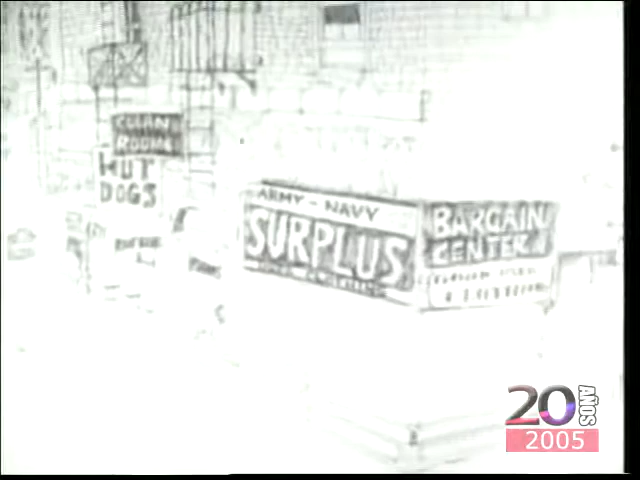 CLEAN
ROOMS
HOT
DOGS
ARMY - NAVY
SURPLUS
BARGAIN
CENTER
20 AÑOS
2005